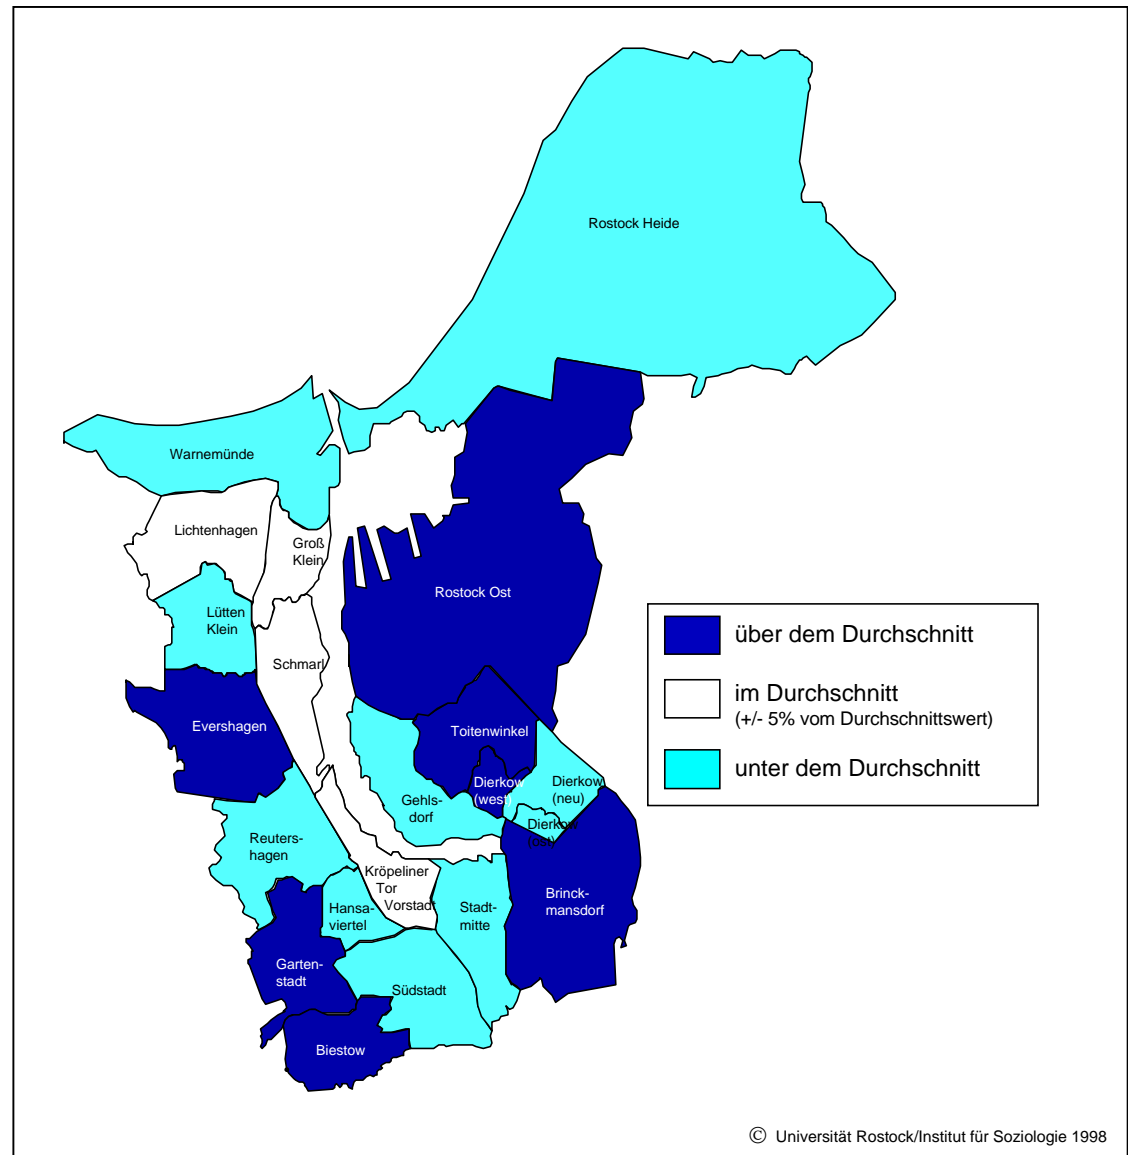 Rostock Heide
Warnemünde
Lichtenhagen
Groß
Klein
Rostock Ost
Lütten
Klein
Schmarl
Evershagen
Toitenwinkel
Dierkow
(west)
Dierkow
(neu)
Gehls-
dorf
Dierkow
(ost)
Reuters-
hagen
Kröpeliner
Tor
Vorstadt
Brinck-
mansdorf
Hansa-
viertel
Stadt-
mitte
Garten-
stadt
Südstadt
Biestow
über dem Durchschnitt
im Durchschnitt
(+/- 5% vom Durchschnittswert)
unter dem Durchschnitt
© Universität Rostock/Institut für Soziologie 1998